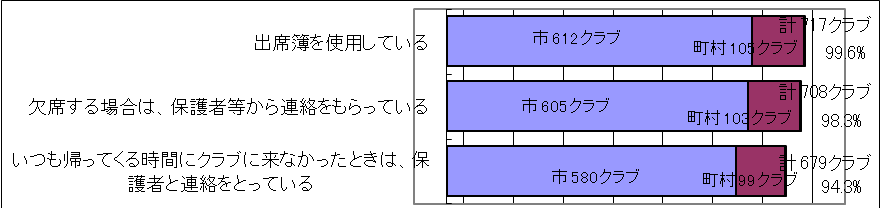 出席簿を使用している
市612クラブ
町村105クラブ
計717クラブ
99.6%
欠席する場合は、保護者等から連絡をもらっている
市605クラブ
町村103クラブ
計708クラブ
98.3%
いつも帰ってくる時間にクラブに来なかったときは、保
護者と連絡をとっている
市580クラブ
町村99クラブ
計679クラブ
94.3%